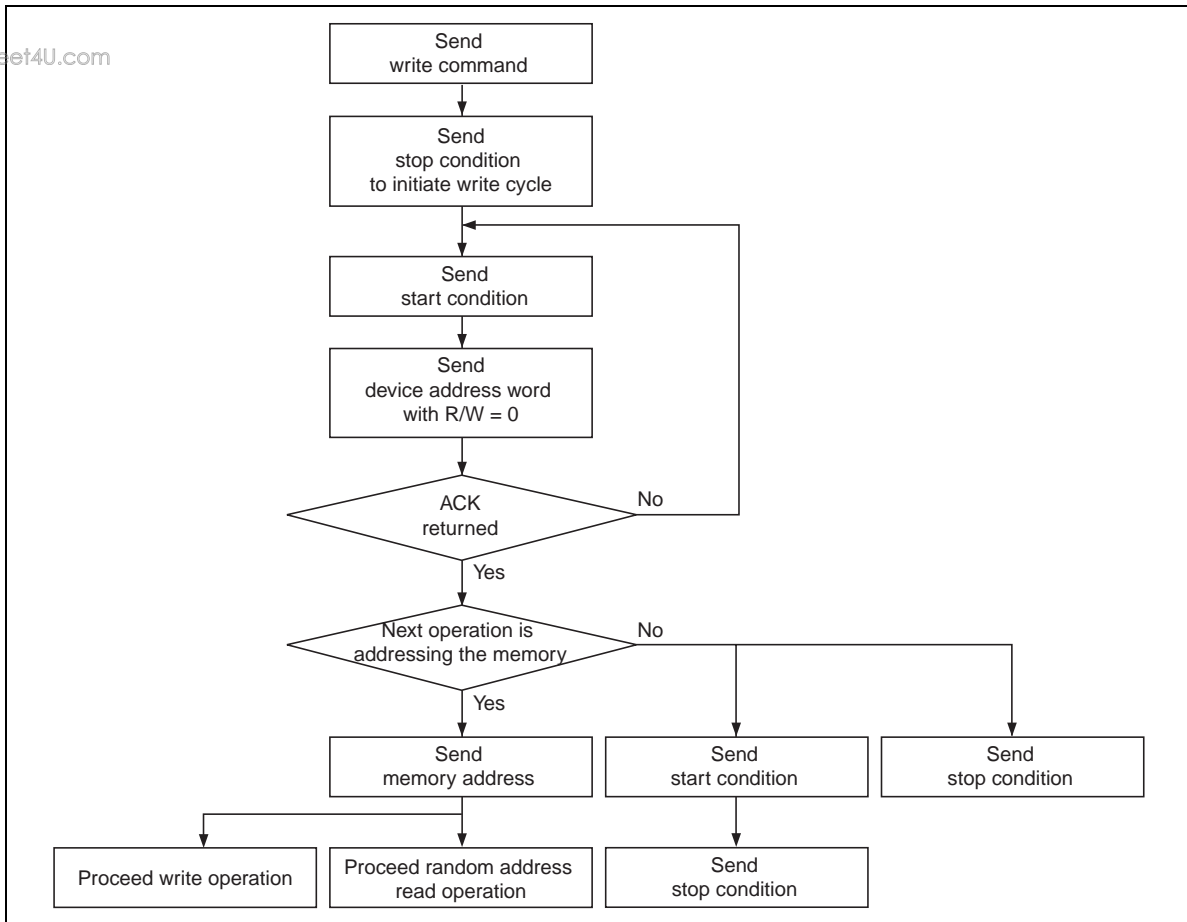 eet4U.com
Send
write command
Send
stop condition
to initiate write cycle
Send
start condition
Send
device address word
with R/W = 0
ACK
returned
No
Yes
Next operation is
addressing the memory
No
Yes
Send
memory address
Send
start condition
Send
stop condition
Proceed write operation
Proceed random address
read operation
Send
stop condition